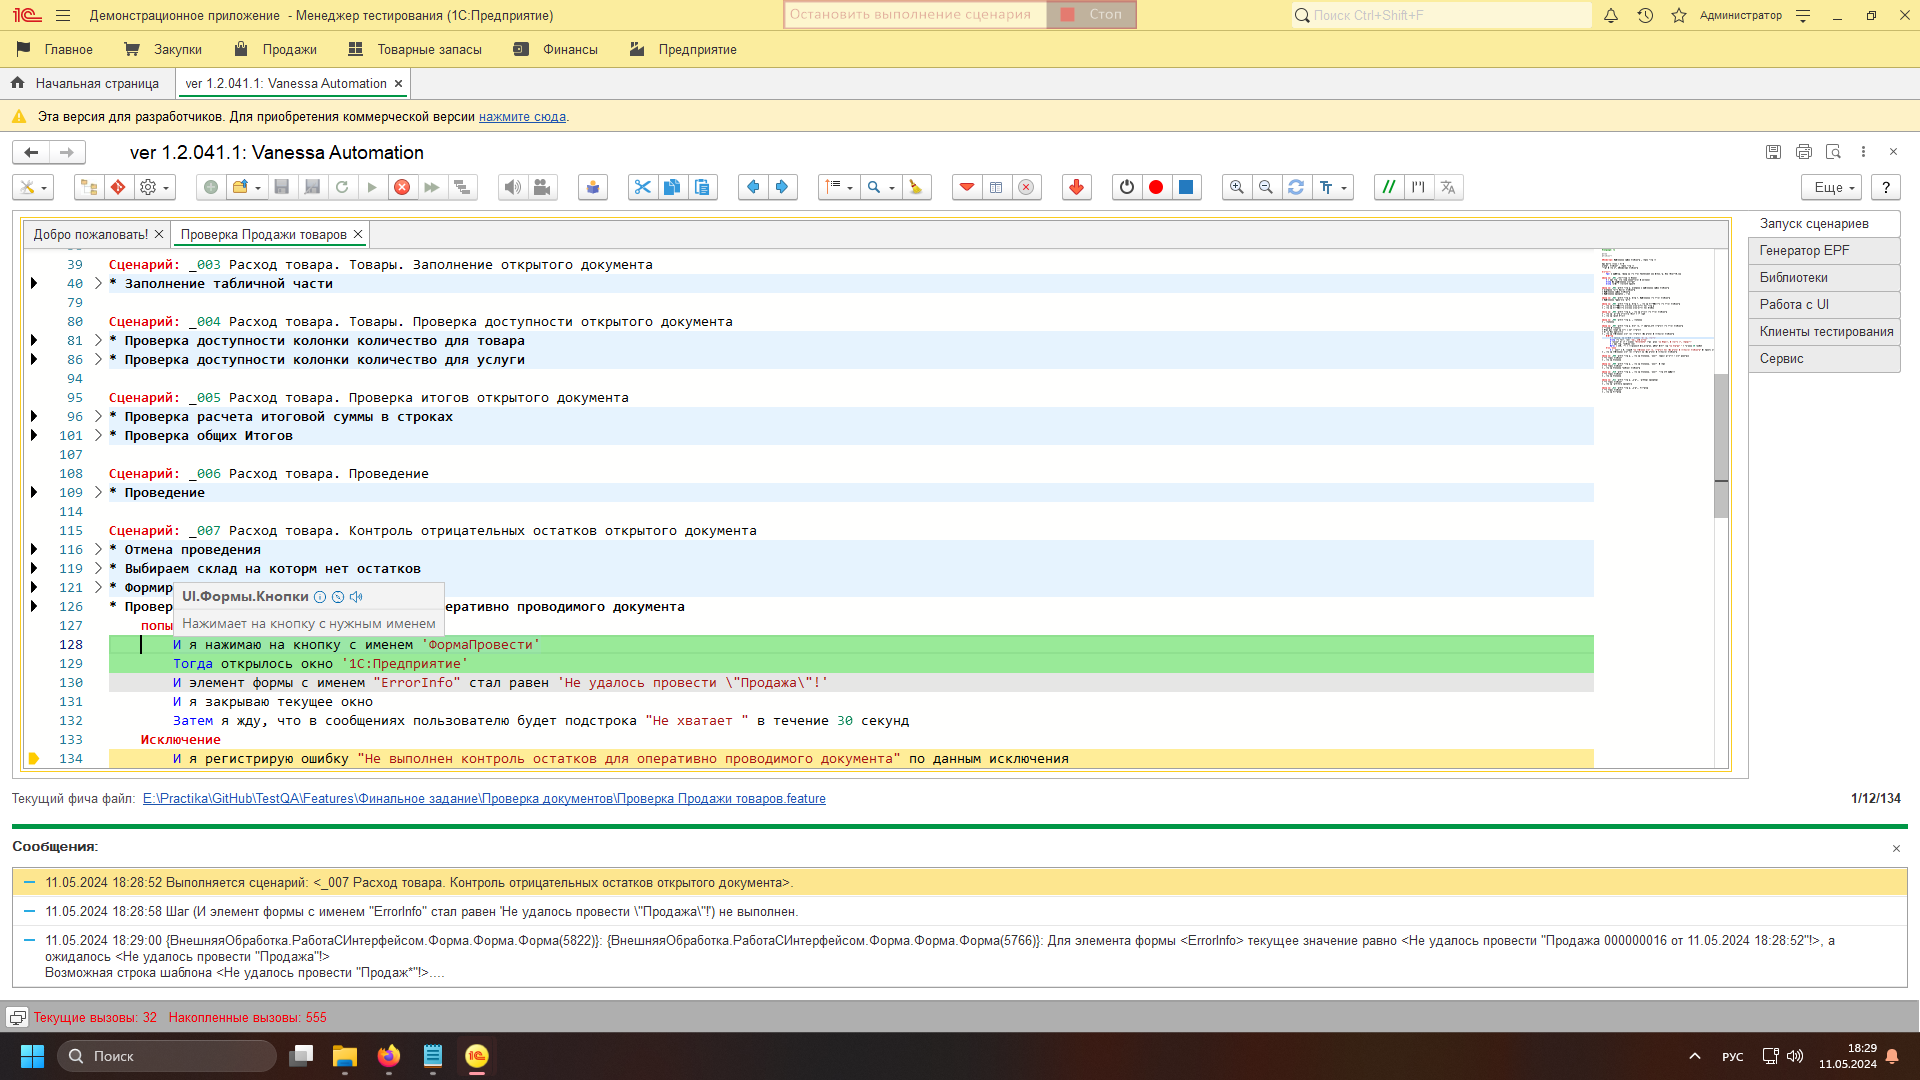 Демонстрационное приложение - Менеджер тестирования (1С:Предприятие)
Остановить выполнение сценария
Стоп
Поиск Ctrl+Shift+F
Администратор
Главное
Закупки
Продажи
Товарные запасы
Финансы
Предприятие
Начальная страница
ver 1.2.041.1: Vanessa Automation
Эта версия для разработчиков. Для приобретения коммерческой версии нажмите сюда.
ver 1.2.041.1: Vanessa Automation
Еще
?
Добро пожаловать!
Проверка Продажи товаров
39 Сценарий: _003 Расход товара. Товары. Заполнение открытого документа
40 * Заполнение табличной части
79
80 Сценарий: _004 Расход товара. Товары. Проверка доступности открытого документа
81 * Проверка доступности колонки количество для товара
86 * Проверка доступности колонки количество для услуги
94
95 Сценарий: _005 Расход товара. Проверка итогов открытого документа
96 * Проверка расчета итоговой суммы в строках
101 * Проверка общих Итогов
107
108 Сценарий: _006 Расход товара. Проведение
109 * Проведение
114
115 Сценарий: _007 Расход товара. Контроль отрицательных остатков открытого документа
116 * Отмена проведения
119 * Выбираем склад на которм нет остатков
121 * Формир
UI.Формы.Кнопки
126 * Провер еративно проводимого документа
Нажимает на кнопку с нужным именем
127 попы
128 И я нажимаю на кнопку с именем 'ФормаПровести'
129 Тогда открылось окно '1С:Предприятие'
130 И элемент формы с именем "ErrorInfo" стал равен 'Не удалось провести \"Продажа\"!'
131 И я закрываю текущее окно
132 Затем я жду, что в сообщениях пользователю будет подстрока "Не хватает " в течение 30 секунд
133 Исключение
134 И я регистрирую ошибку "Не выполнен контроль остатков для оперативно проводимого документа" по данным исключения
Запуск сценариев
Генератор EPF
Библиотеки
Работа с UI
Клиенты тестирования
Сервис
Текущий фича файл: E:\Practika\GitHub\TestQA\Features\Финальное задание\Проверка документов\Проверка Продажи товаров.feature
1/12/134
Сообщения:
11.05.2024 18:28:52 Выполняется сценарий: <_007 Расход товара. Контроль отрицательных остатков открытого документа>.
11.05.2024 18:28:58 Шаг (И элемент формы с именем "ErrorInfo" стал равен 'Не удалось провести \"Продажа\"!') не выполнен.
11.05.2024 18:29:00 {ВнешняяОбработка.РаботаСИнтерфейсом.Форма.Форма.Форма(5822)}: {ВнешняяОбработка.РаботаСИнтерфейсом.Форма.Форма.Форма(5766)}: Для элемента формы <ErrorInfo> текущее значение равно <Не удалось провести "Продажа 000000016 от 11.05.2024 18:28:52"!>, а
ожидалось <Не удалось провести "Продажа"!>
Возможная строка шаблона <Не удалось провести "Продаж*"!>....
Текущие вызовы: 32 Накопленные вызовы: 555
Поиск
РУС
18:29
11.05.2024